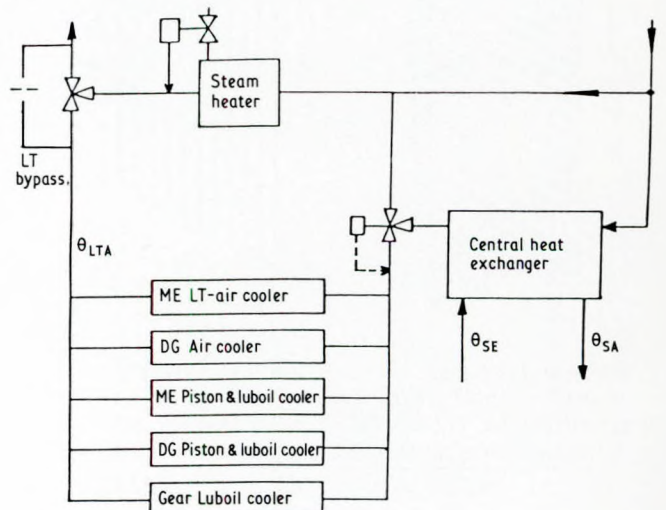 Steam
heater
LT
bypass.
θLTA
Central heat
exchanger
θSE
θSA
ME LT-air cooler
DG Air cooler
ME Piston & luboil cooler
DG Piston & luboil cooler
Gear Luboil cooler